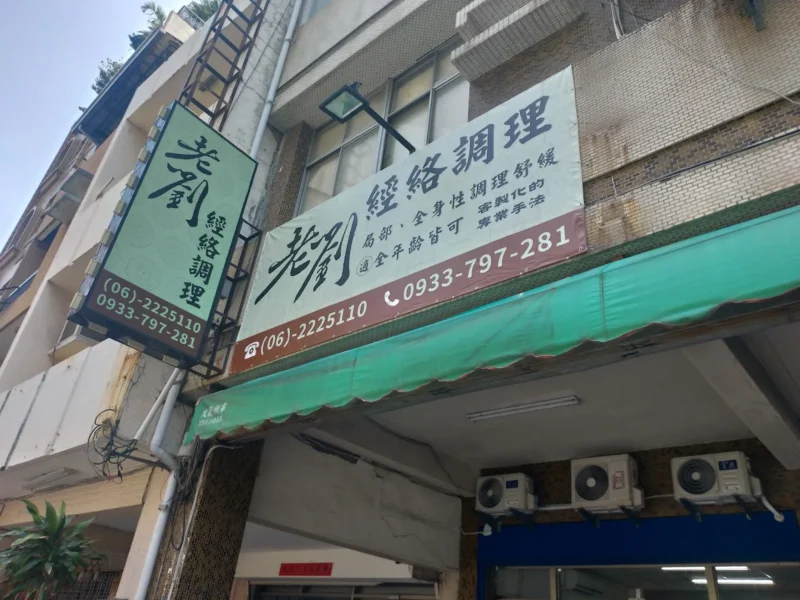 老劉
經絡調理
(06)-2225110
0933-797-281
老劉
經絡調理
局部、全身性調理舒緩
適全年齡皆可
客製化的
專業手法
☎(06)-2225110 📞0933-797-281